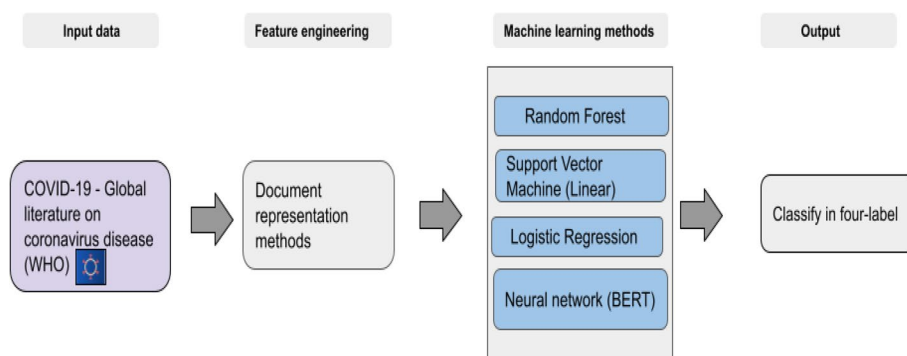 Input data
Feature engineering
Machine learning methods
Output
COVID-19 - Global
literature on
coronavirus disease
(WHO)
Document
representation
methods
Random Forest
Support Vector
Machine (Linear)
Logistic Regression
Neural network (BERT)
Classify in four-label